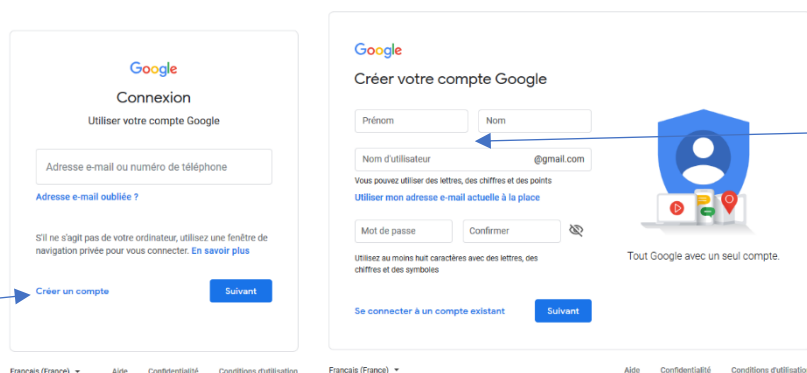 Google
Connexion
Utiliser votre compte Google
Adresse e-mail ou numéro de téléphone
Adresse e-mail oubliée ?
S'il ne s'agit pas de votre ordinateur, utilisez une fenêtre de
navigation privée pour vous connecter. En savoir plus
Créer un compte
Suivant
Français (France)
Aide
Confidentialité
Conditions d'utilisation
Google
Créer votre compte Google
Prénom
Nom
Nom d'utilisateur
@gmail.com
Vous pouvez utiliser des lettres, des chiffres et des points
Utiliser mon adresse e-mail actuelle à la place
Mot de passe
Confirmer
Utilisez au moins huit caractères avec des lettres, des
chiffres et des symboles
Se connecter à un compte existant
Suivant
Tout Google avec un seul compte.
Français (France)
Aide
Confidentialité
Conditions d'utilisation